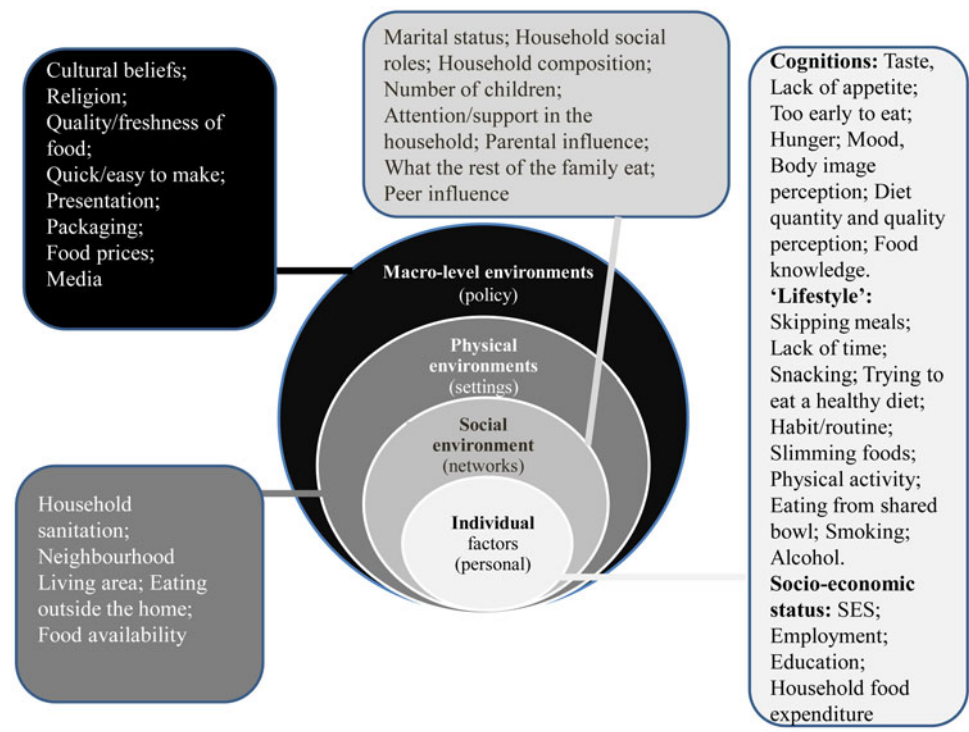 Cultural beliefs;
Religion;
Quality/freshness of
food;
Quick/easy to make;
Presentation;
Packaging;
Food prices;
Media
Marital status; Household social
roles; Household composition;
Number of children;
Attention/support in the
household; Parental influence;
What the rest of the family eat;
Peer influence
Cognitions: Taste,
Lack of appetite;
Too early to eat;
Hunger; Mood,
Body image
perception; Diet
quantity and quality
perception; Food
knowledge.
‘Lifestyle’:
Skipping meals;
Lack of time;
Snacking; Trying to
eat a healthy diet;
Habit/routine;
Slimming foods;
Physical activity;
Eating from shared
bowl; Smoking;
Alcohol.
Socio-economic
status: SES;
Employment;
Education;
Household food
expenditure
Macro-level environments
(policy)
Physical
environments
(settings)
Social
environment
(networks)
Individual
factors
(personal)
Household
sanitation;
Neighbourhood
Living area; Eating
outside the home;
Food availability